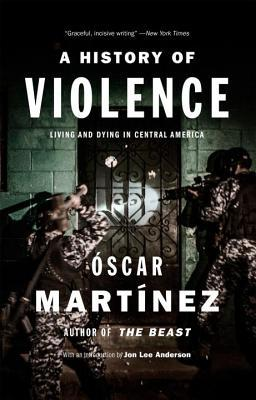 "Graceful, incisive writing" —New York Times
A HISTORY OF
VIOLENCE
LIVING AND DYING IN CENTRAL AMERICA
ÓSCAR
MARTÍNEZ
AUTHOR OF THE BEAST
With an Introduction by Jon Lee Anderson